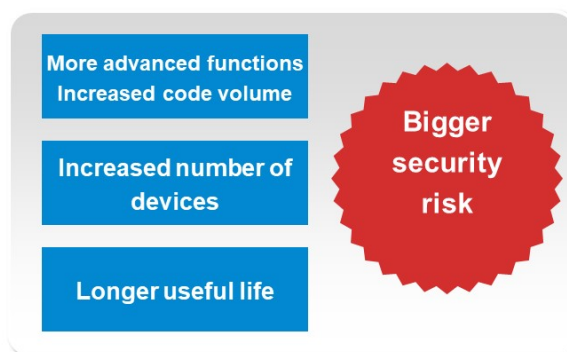 More advanced functions
Increased code volume
Increased number of
devices
Longer useful life
Bigger
security
risk